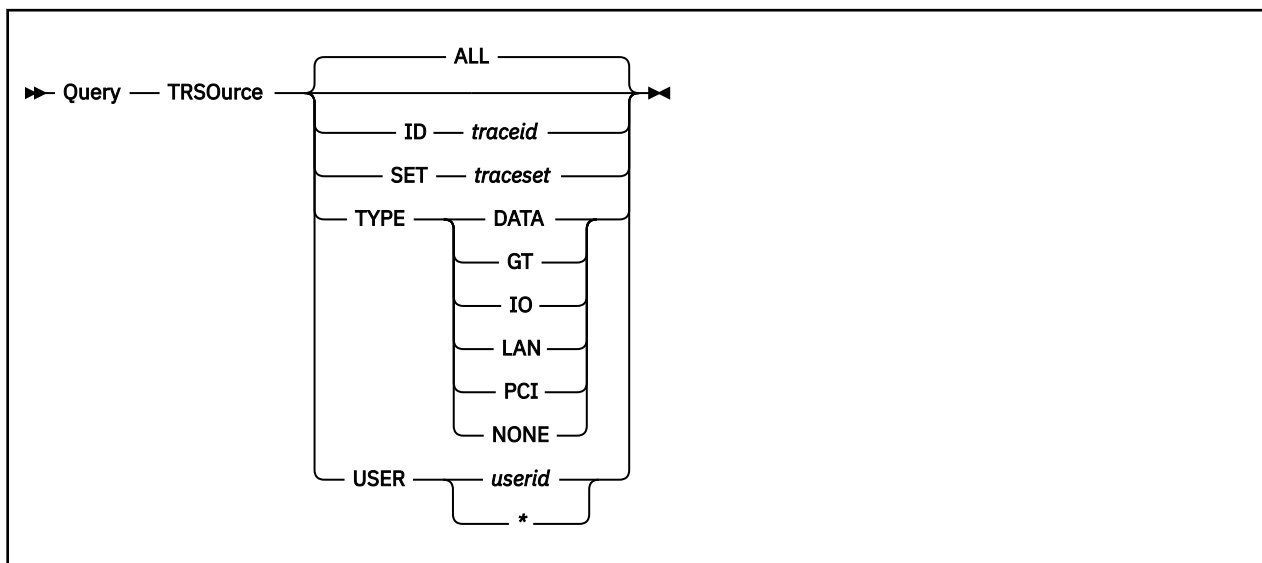 ALL
Query TRSOurce
ID traceid
SET traceset
TYPE DATA
GT
IO
LAN
PCI
NONE
USER userid
*